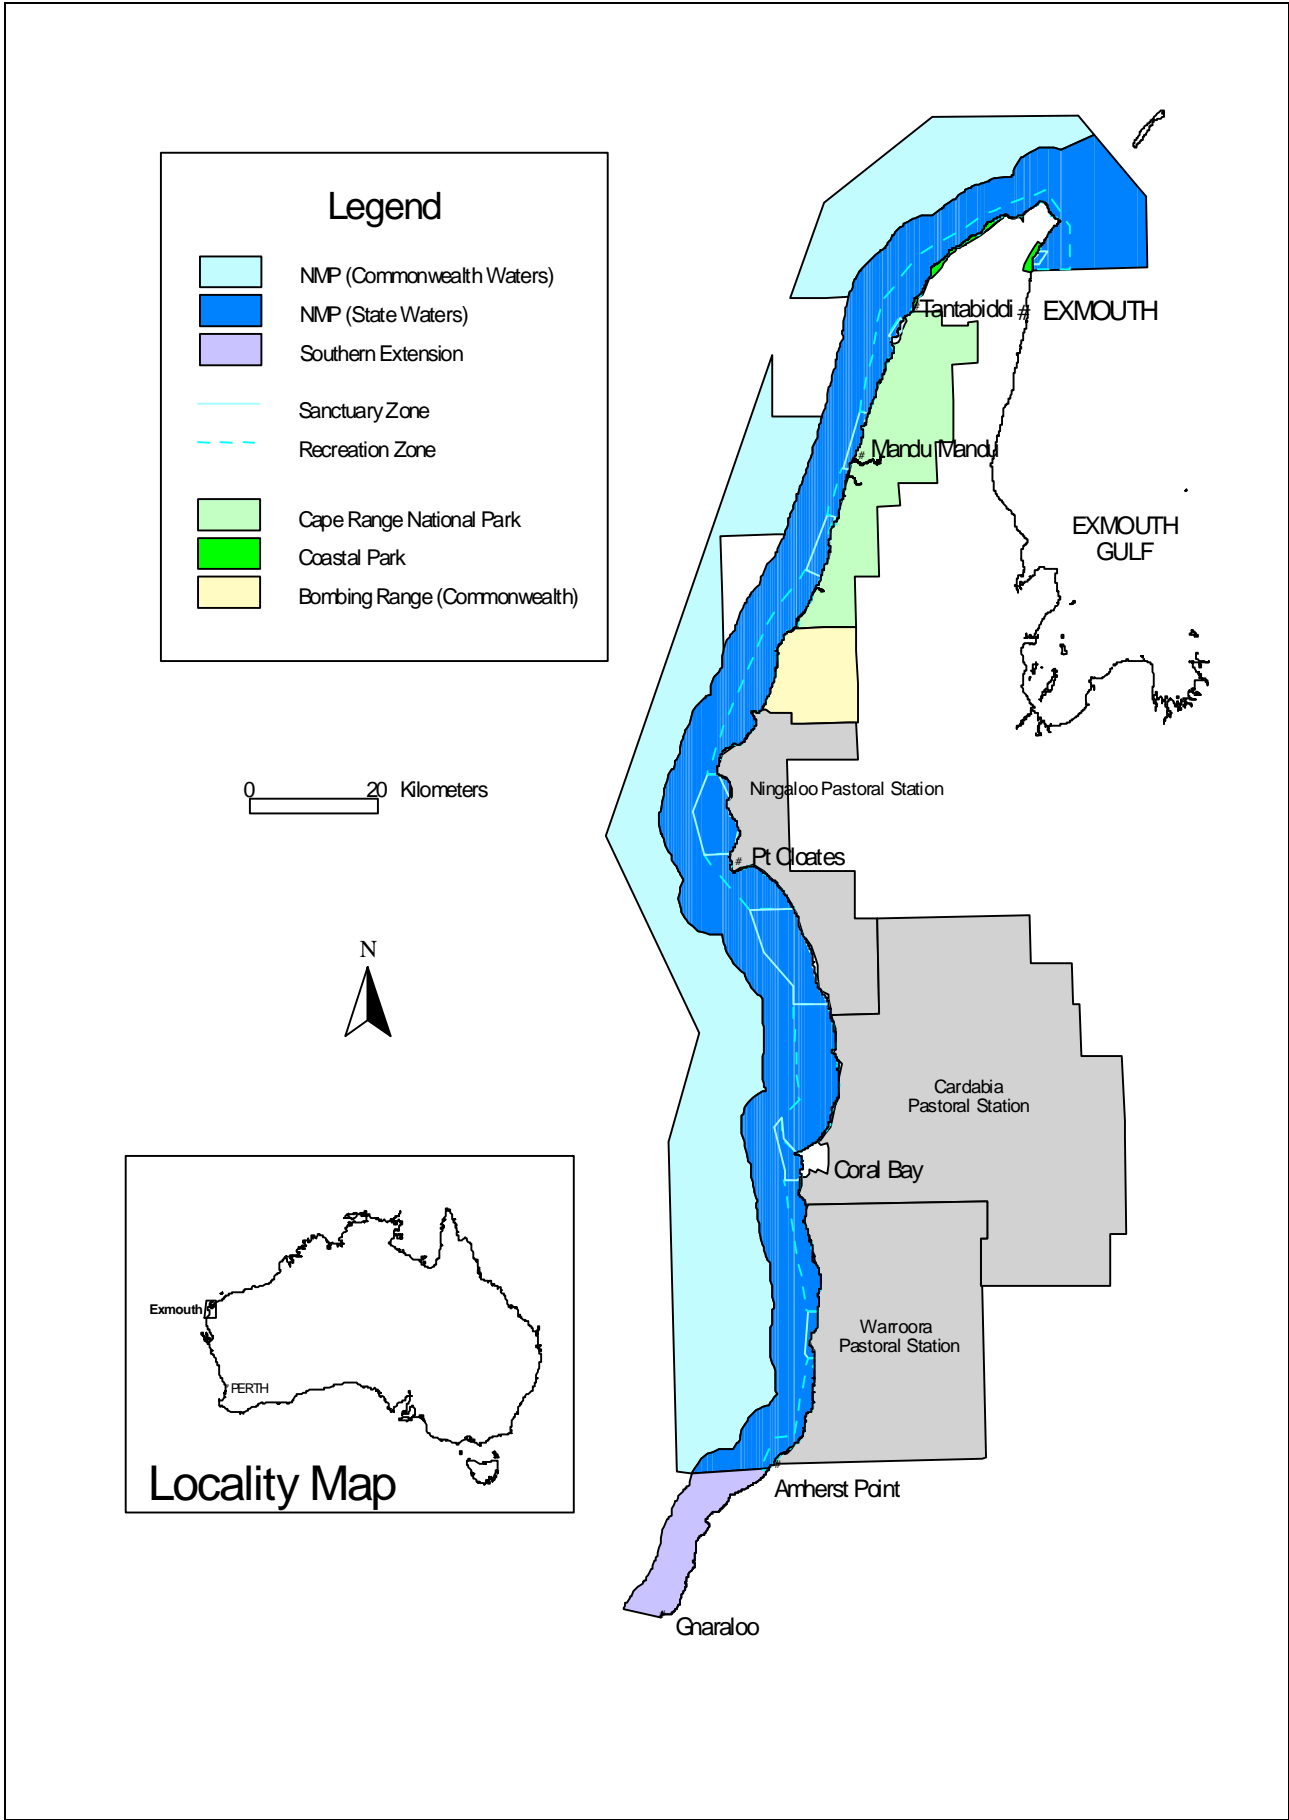 Legend
NMP (Commonwealth Waters)
NMP (State Waters)
Southern Extension
Sanctuary Zone
Recreation Zone
Cape Range National Park
Coastal Park
Bombing Range (Commonwealth)
Tantabiddi #
# EXMOUTH
# Mandu Mandu
EXMOUTH
GULF
0 20 Kilometers
Ningaloo Pastoral Station
# Pt Cloates
N
Cardabia
Pastoral Station
Coral Bay
Warroora
Pastoral Station
Exmouth
PERTH
Locality Map
#
Amherst Point
Gnaraloo